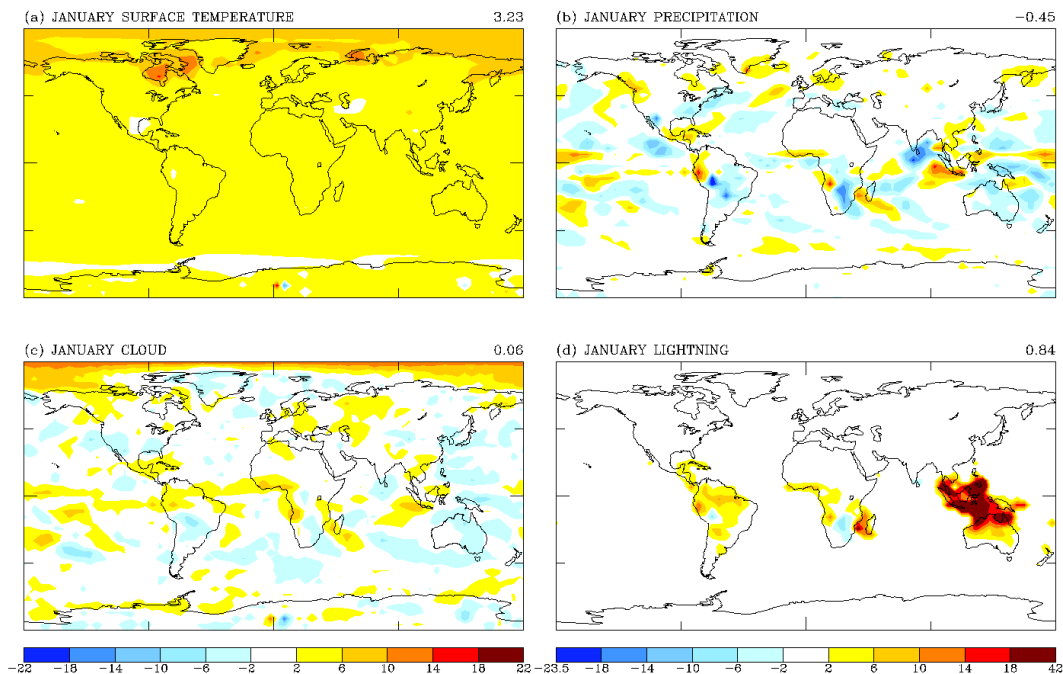 (a) JANUARY SURFACE TEMPERATURE 3.23
(b) JANUARY PRECIPITATION −0.45
(c) JANUARY CLOUD 0.06
(d) JANUARY LIGHTNING 0.84
−22 −18 −14 −10 −6 −2 2 6 10 14 18 22
−23.5 −18 −14 −10 −6 −2 2 6 10 14 18 42